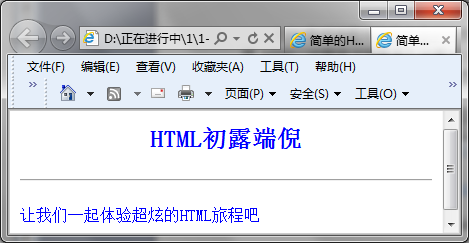 D:\正在进行中\1\1-
简单的H...
简单...
文件(F) 编辑(E) 查看(V) 收藏夹(A) 工具(T) 帮助(H)
页面(P) 安全(S) 工具(O)
HTML初露端倪
让我们一起体验超炫的HTML旅程吧